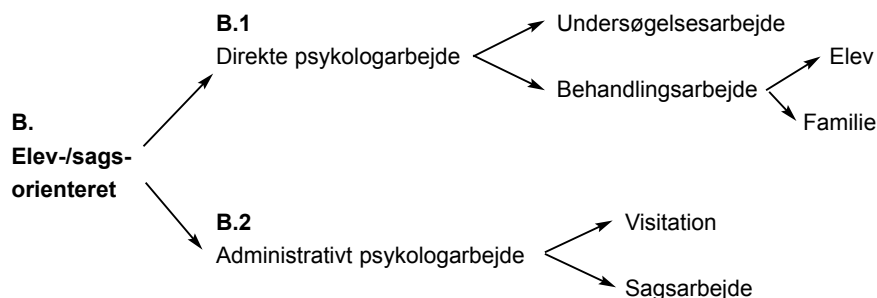 B.
Elev-/sags-
orienteret
B.1
Direkte psykologarbejde
Undersøgelsesarbejde
Behandlingsarbejde
Elev
Familie
B.2
Administrativt psykologarbejde
Visitation
Sagsarbejde